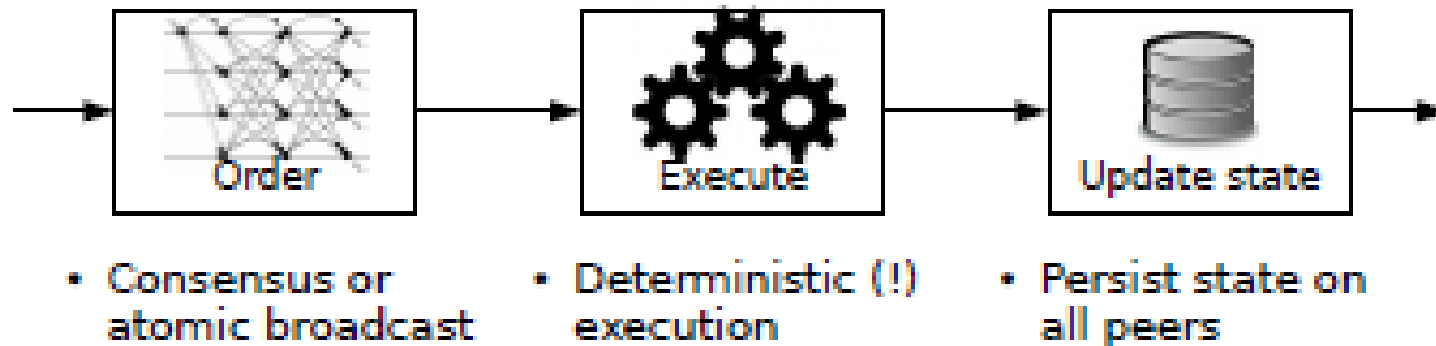 Order
Execute
Update state
• Consensus or
atomic broadcast
• Deterministic (!)
execution
• Persist state on
all peers